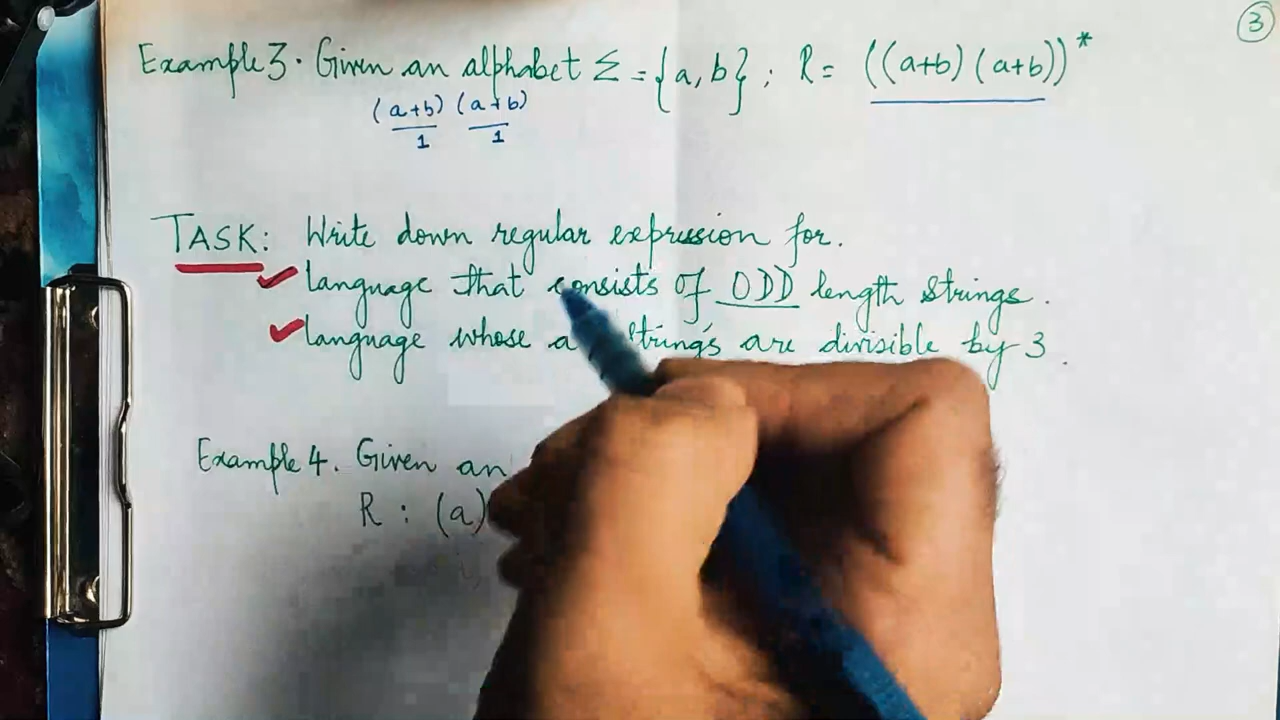 3
Example 3. Given an alphabet Σ = {a, b} ; R = ((a+b) (a+b))*
(a+b) (a+b)
1 1
TASK: Write down regular expression for.
language that consists of ODD length strings.
language whose strings are divisible by 3.
Example 4. Given an
R : (a)